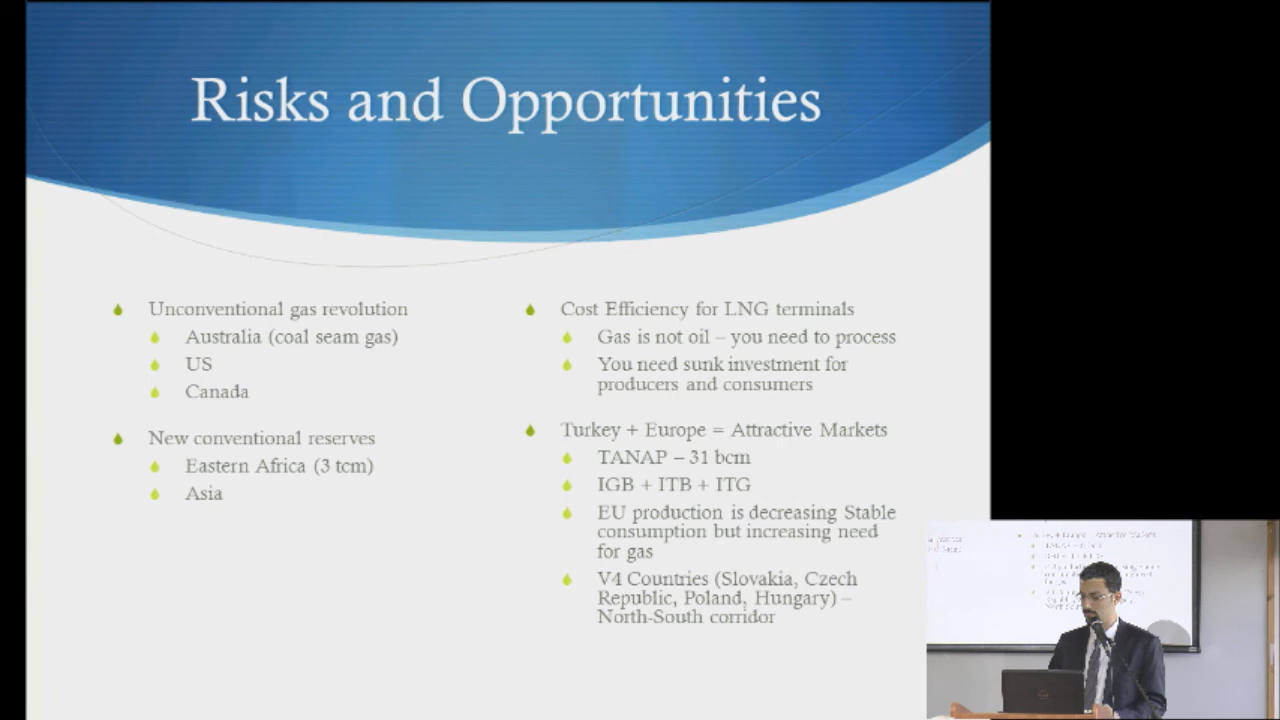 Risks and Opportunities
Unconventional gas revolution
Australia (coal seam gas)
US
Canada
New conventional reserves
Eastern Africa (3 tcm)
Asia
Cost Efficiency for LNG terminals
Gas is not oil – you need to process
You need sunk investment for
producers and consumers
Turkey + Europe = Attractive Markets
TANAP – 31 bcm
IGB + ITB + ITG
EU production is decreasing Stable
consumption but increasing need
for gas
V4 Countries (Slovakia, Czech
Republic, Poland, Hungary) –
North-South corridor